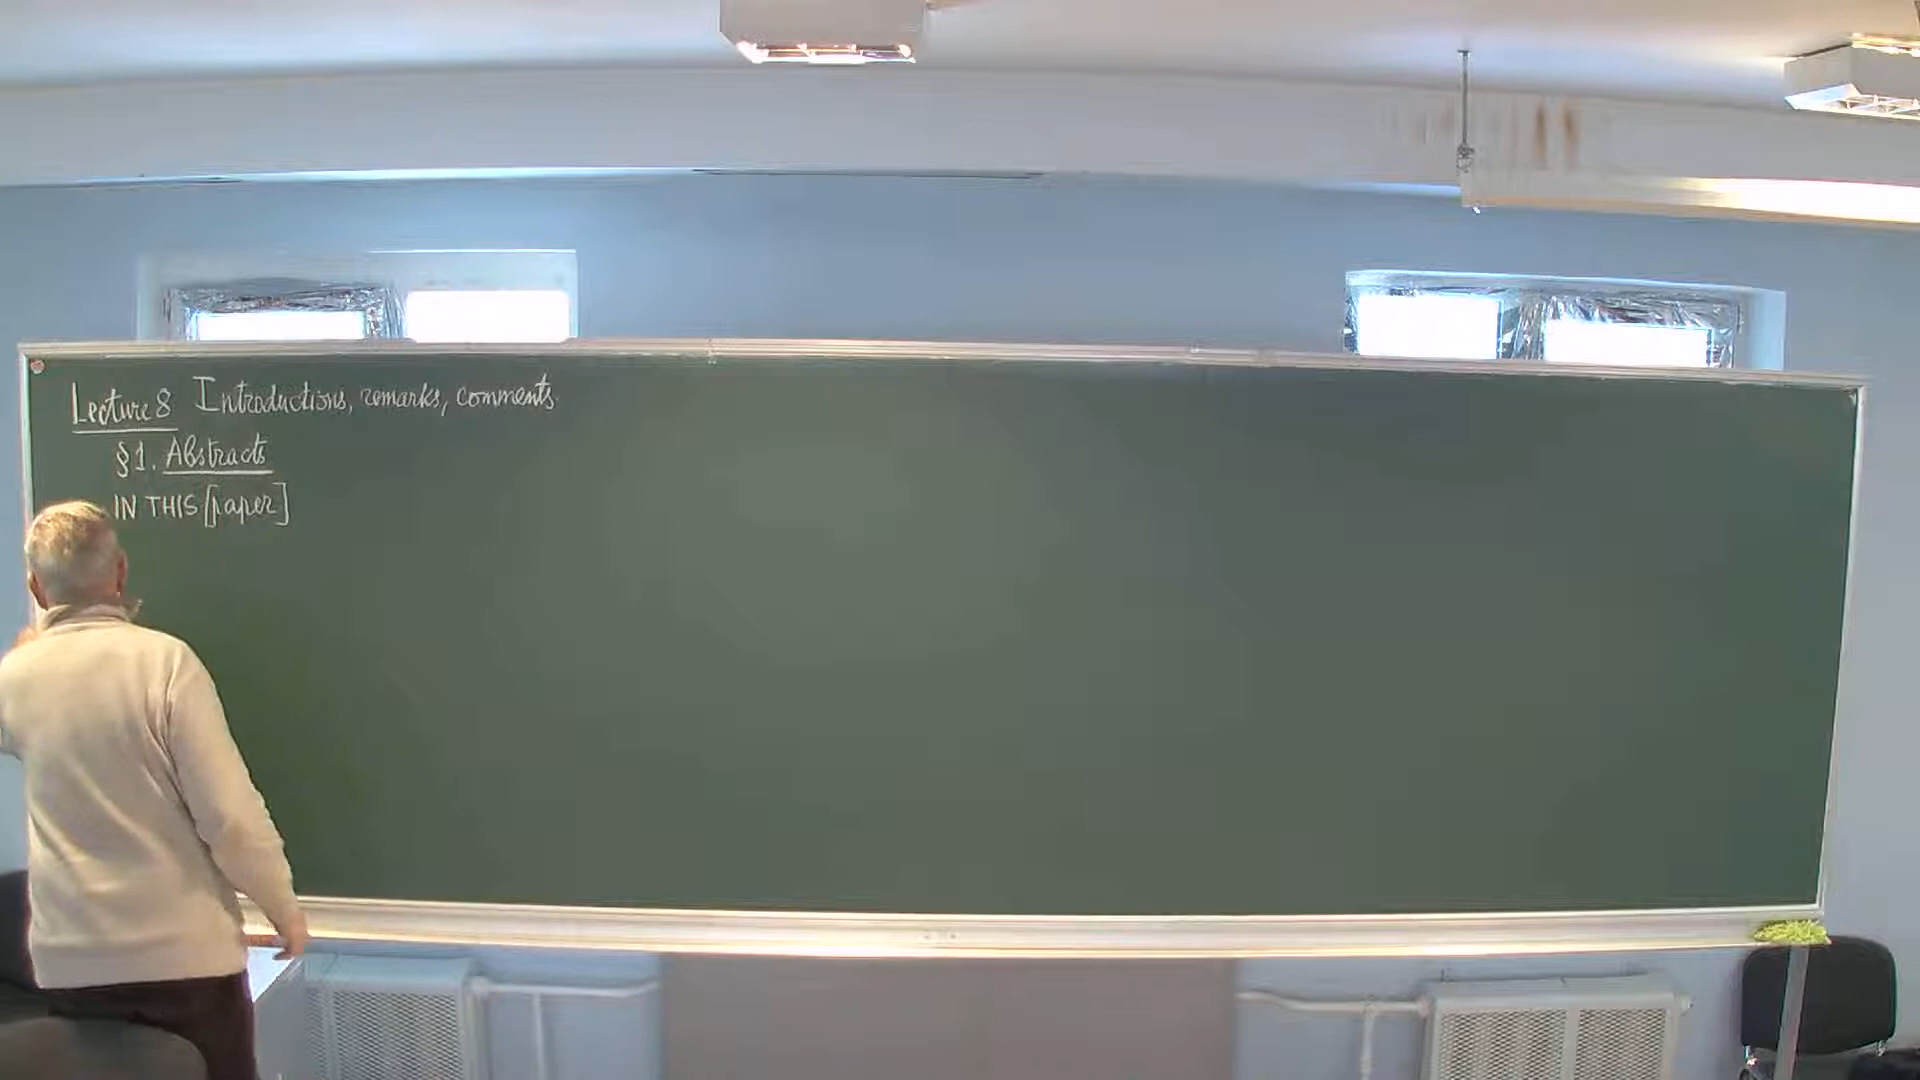 Lecture 8 Introductions, remarks, comments.
§1. Abstracts
IN THIS [paper]